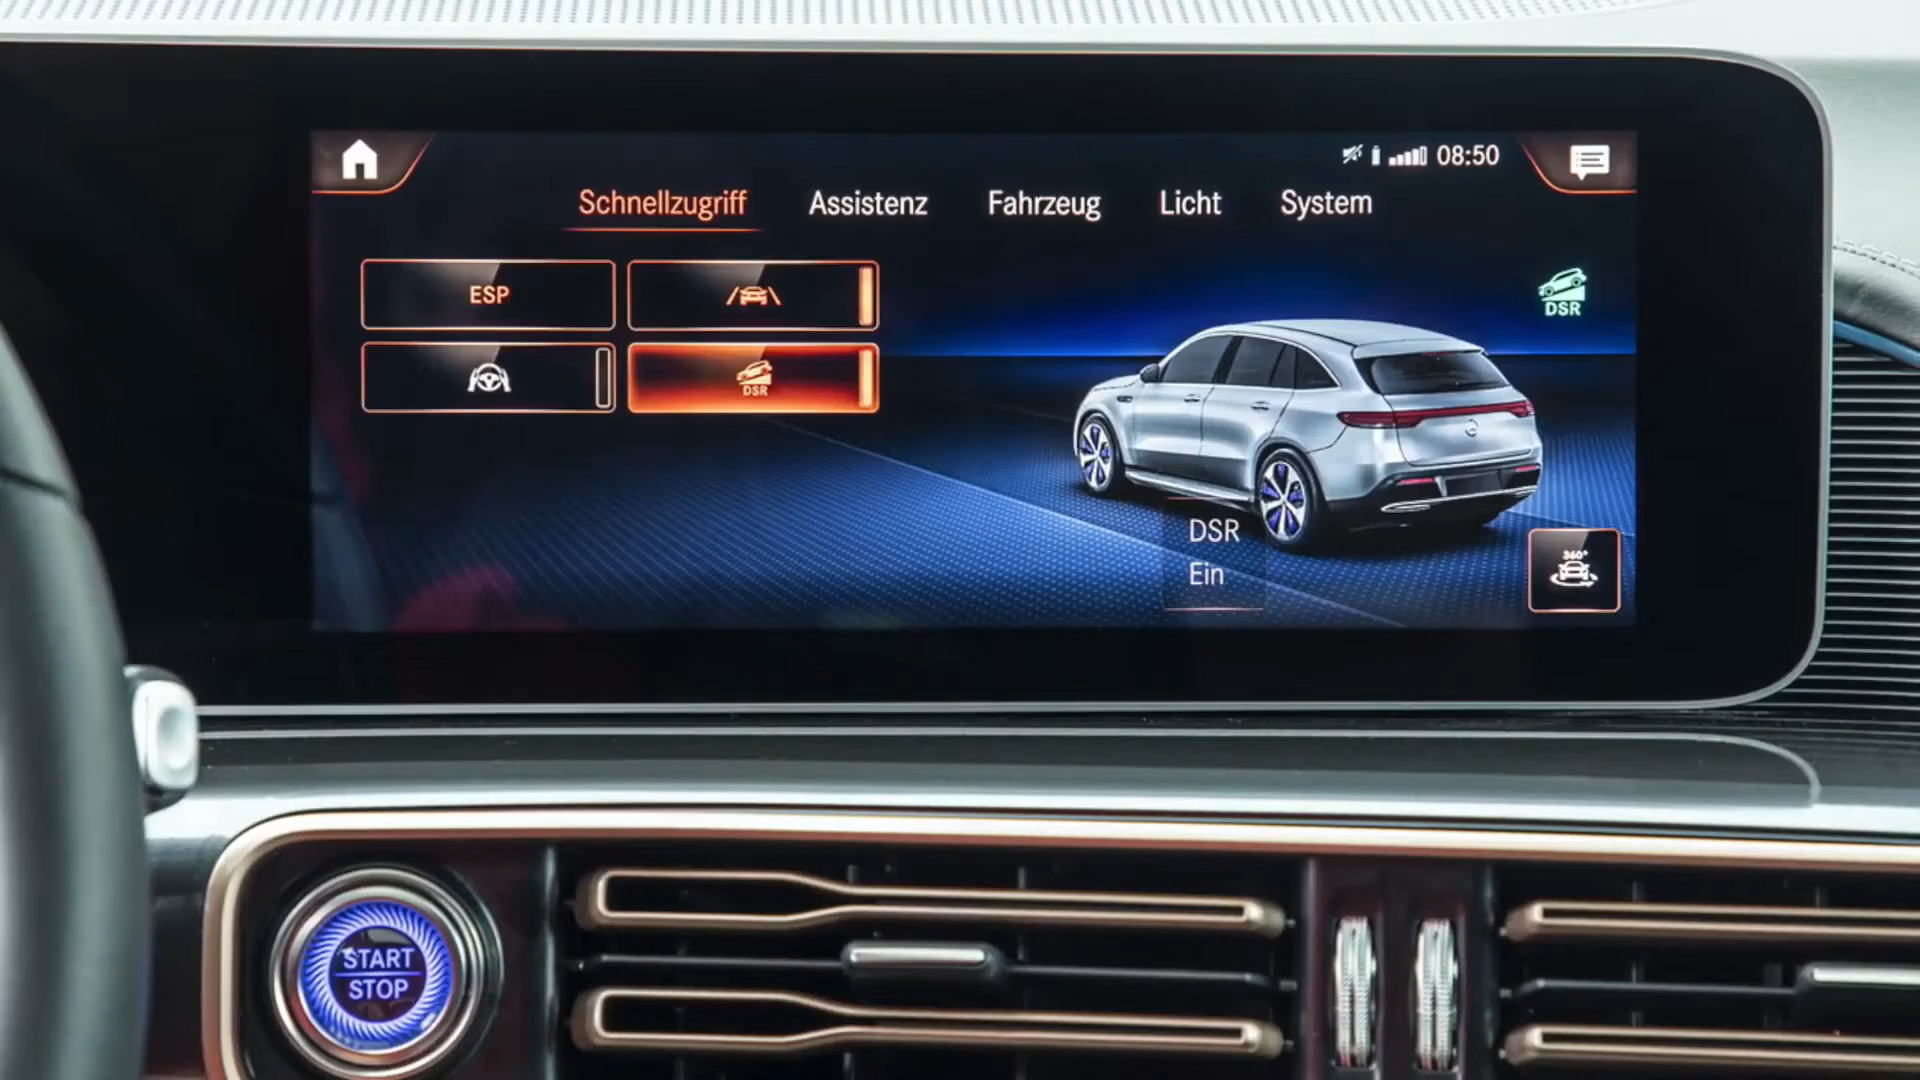 08:50
Schnellzugriff Assistenz Fahrzeug Licht System
ESP
DSR
DSR
DSR
Ein
360°
START
STOP